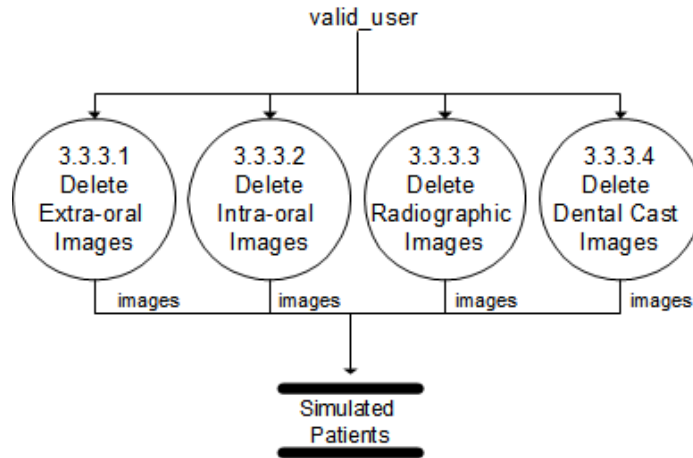 valid_user
3.3.3.1
Delete
Extra-oral
Images
3.3.3.2
Delete
Intra-oral
Images
3.3.3.3
Delete
Radiographic
Images
3.3.3.4
Delete
Dental Cast
Images
images
images
images
images
Simulated
Patients